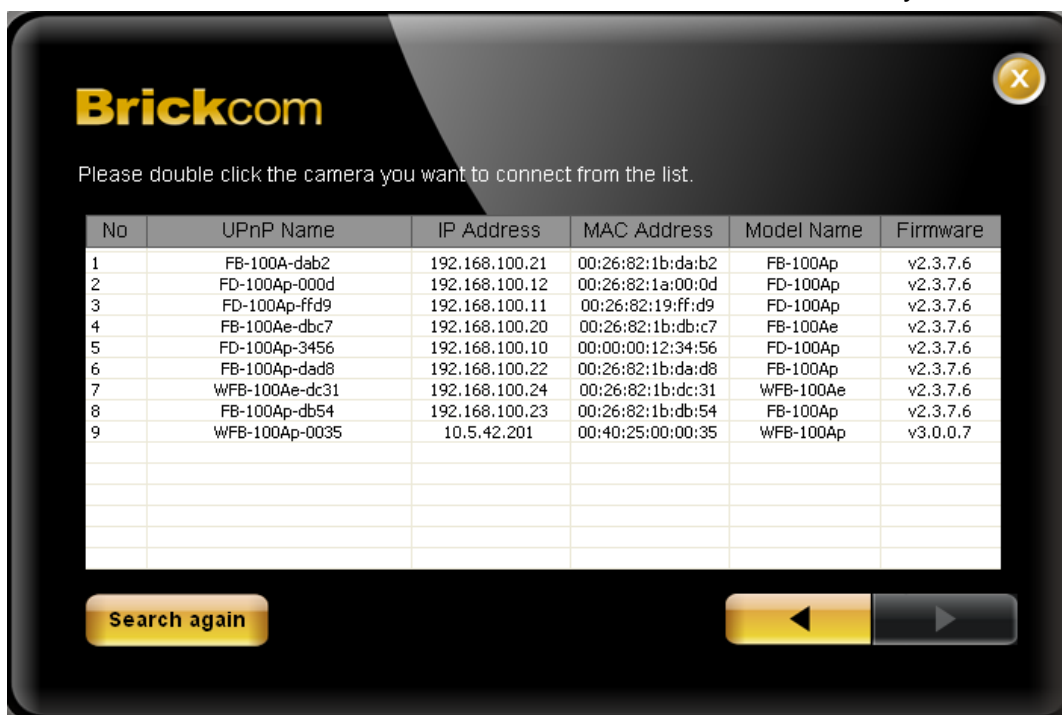 Brickcom
Please double click the camera you want to connect from the list.
No UPnP Name IP Address MAC Address Model Name Firmware
1 FB-100A-dab2 192.168.100.21 00:26:82:1b:da:b2 FB-100Ap v2.3.7.6
2 FD-100Ap-000d 192.168.100.12 00:26:82:1a:00:0d FD-100Ap v2.3.7.6
3 FD-100Ap-ffd9 192.168.100.11 00:26:82:19:ff:d9 FD-100Ap v2.3.7.6
4 FB-100Ae-dbc7 192.168.100.20 00:26:82:1b:db:c7 FB-100Ae v2.3.7.6
5 FD-100Ap-3456 192.168.100.10 00:00:00:12:34:56 FD-100Ap v2.3.7.6
6 FB-100Ap-dad8 192.168.100.22 00:26:82:1b:da:d8 FB-100Ap v2.3.7.6
7 WFB-100Ae-dc31 192.168.100.24 00:26:82:1b:dc:31 WFB-100Ae v2.3.7.6
8 FB-100Ap-db54 192.168.100.23 00:26:82:1b:db:54 FB-100Ap v2.3.7.6
9 WFB-100Ap-0035 10.5.42.201 00:40:25:00:00:35 WFB-100Ap v3.0.0.7
Search again